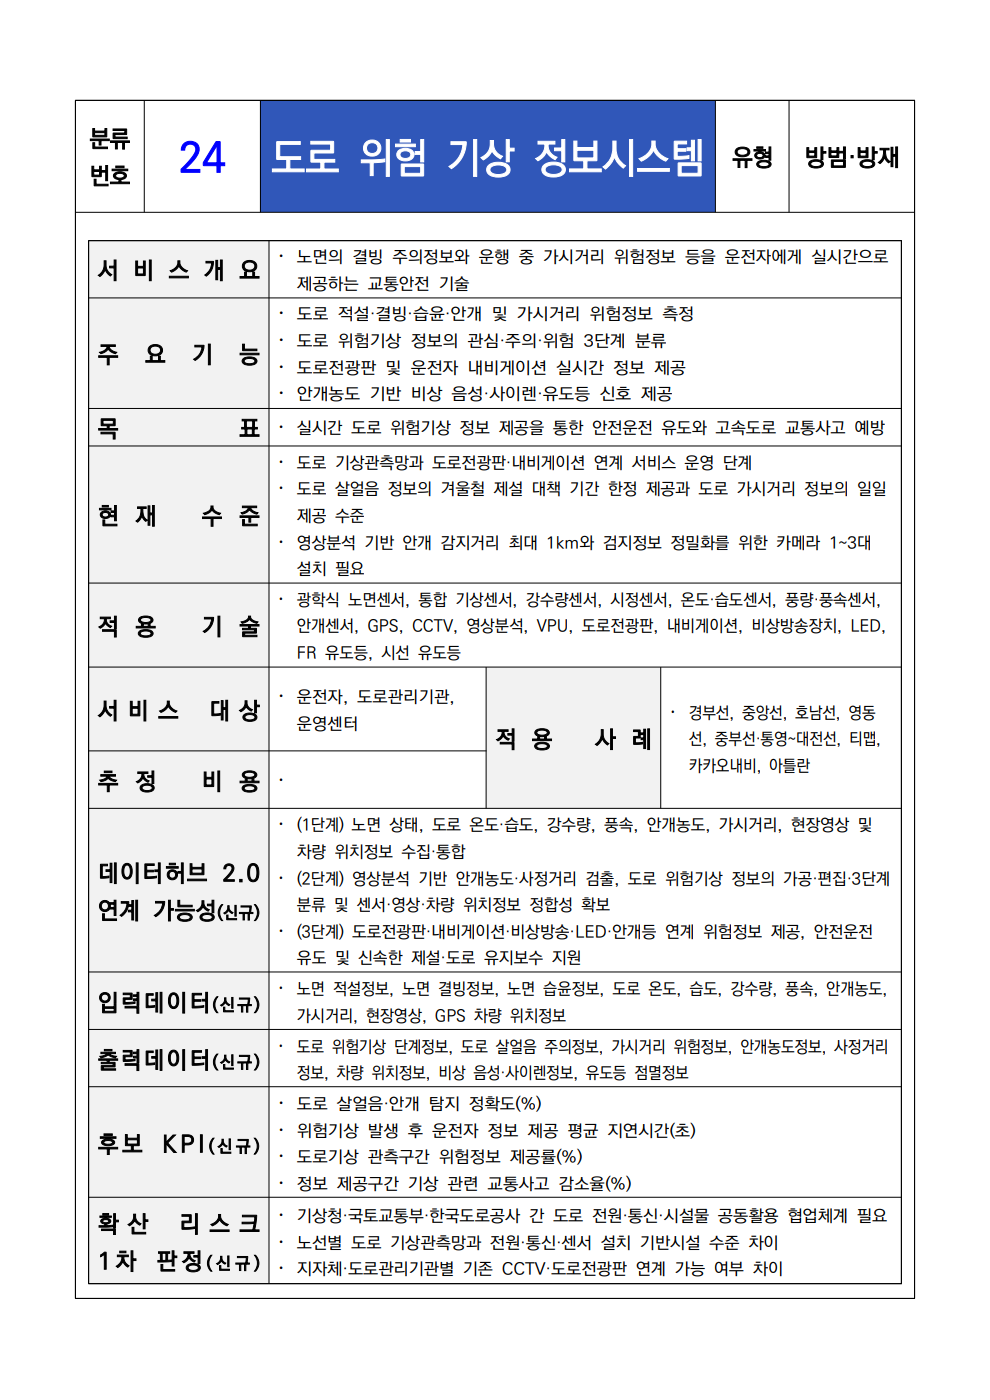 분류
번호
24
도로 위험 기상 정보시스템
유형
방범·방재
서비스개요
· 노면의 결빙 주의정보와 운행 중 가시거리 위험정보 등을 운전자에게 실시간으로
제공하는 교통안전 기술
주요기능
· 도로 적설·결빙·습윤·안개 및 가시거리 위험정보 측정
· 도로 위험기상 정보의 관심·주의·위험 3단계 분류
· 도로전광판 및 운전자 내비게이션 실시간 정보 제공
· 안개농도 기반 비상 음성·사이렌·유도등 신호 제공
목표
· 실시간 도로 위험기상 정보 제공을 통한 안전운전 유도와 고속도로 교통사고 예방
현재 수준
· 도로 기상관측망과 도로전광판·내비게이션 연계 서비스 운영 단계
· 도로 살얼음 정보의 겨울철 제설 대책 기간 한정 제공과 도로 가시거리 정보의 일일
제공 수준
· 영상분석 기반 안개 감지거리 최대 1km와 검지정보 정밀화를 위한 카메라 1~3대
설치 필요
적용 기술
· 광학식 노면센서, 통합 기상센서, 강수량센서, 시정센서, 온도·습도센서, 풍량·풍속센서,
안개센서, GPS, CCTV, 영상분석, VPU, 도로전광판, 내비게이션, 비상방송장치, LED,
FR 유도등, 시선 유도등
서비스 대상
· 운전자, 도로관리기관,
운영센터
적용 사례
· 경부선, 중앙선, 호남선, 영동
선, 중부선·통영~대전선, 티맵,
카카오내비, 아틀란
추정 비용
·
데이터허브 2.0
연계 가능성(신규)
· (1단계) 노면 상태, 도로 온도·습도, 강수량, 풍속, 안개농도, 가시거리, 현장영상 및
차량 위치정보 수집·통합
· (2단계) 영상분석 기반 안개농도·사정거리 검출, 도로 위험기상 정보의 가공·편집·3단계
분류 및 센서·영상·차량 위치정보 정합성 확보
· (3단계) 도로전광판·내비게이션·비상방송·LED·안개등 연계 위험정보 제공, 안전운전
유도 및 신속한 제설·도로 유지보수 지원
입력데이터(신규)
· 노면 적설정보, 노면 결빙정보, 노면 습윤정보, 도로 온도, 습도, 강수량, 풍속, 안개농도,
가시거리, 현장영상, GPS 차량 위치정보
출력데이터(신규)
· 도로 위험기상 단계정보, 도로 살얼음 주의정보, 가시거리 위험정보, 안개농도정보, 사정거리
정보, 차량 위치정보, 비상 음성·사이렌정보, 유도등 점멸정보
후보 KPI(신규)
· 도로 살얼음·안개 탐지 정확도(%)
· 위험기상 발생 후 운전자 정보 제공 평균 지연시간(초)
· 도로기상 관측구간 위험정보 제공률(%)
· 정보 제공구간 기상 관련 교통사고 감소율(%)
확산 리스크
1차 판정(신규)
· 기상청·국토교통부·한국도로공사 간 도로 전원·통신·시설물 공동활용 협업체계 필요
· 노선별 도로 기상관측망과 전원·통신·센서 설치 기반시설 수준 차이
· 지자체·도로관리기관별 기존 CCTV·도로전광판 연계 가능 여부 차이